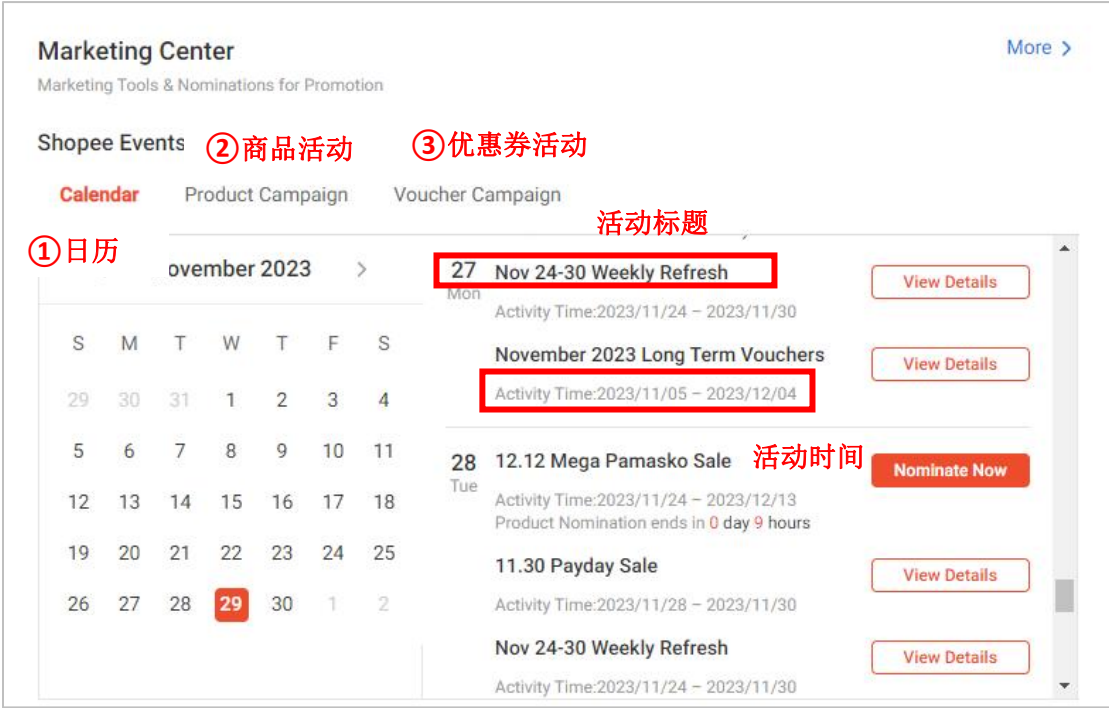 Marketing Center
More >
Marketing Tools & Nominations for Promotion
Shopee Events
②商品活动
③优惠券活动
Calendar
Product Campaign
Voucher Campaign
①日历
ovember 2023 >
S M T W T F S
29 30 31 1 2 3 4
5 6 7 8 9 10 11
12 13 14 15 16 17 18
19 20 21 22 23 24 25
26 27 28 29 30 1 2
活动标题
27 Nov 24-30 Weekly Refresh
Mon
View Details
Activity Time:2023/11/24 – 2023/11/30
November 2023 Long Term Vouchers
View Details
Activity Time:2023/11/05 – 2023/12/04
28 12.12 Mega Pamasko Sale
Tue
活动时间
Nominate Now
Activity Time:2023/11/24 – 2023/12/13
Product Nomination ends in 0 day 9 hours
11.30 Payday Sale
View Details
Activity Time:2023/11/28 – 2023/11/30
Nov 24-30 Weekly Refresh
View Details
Activity Time:2023/11/24 – 2023/11/30